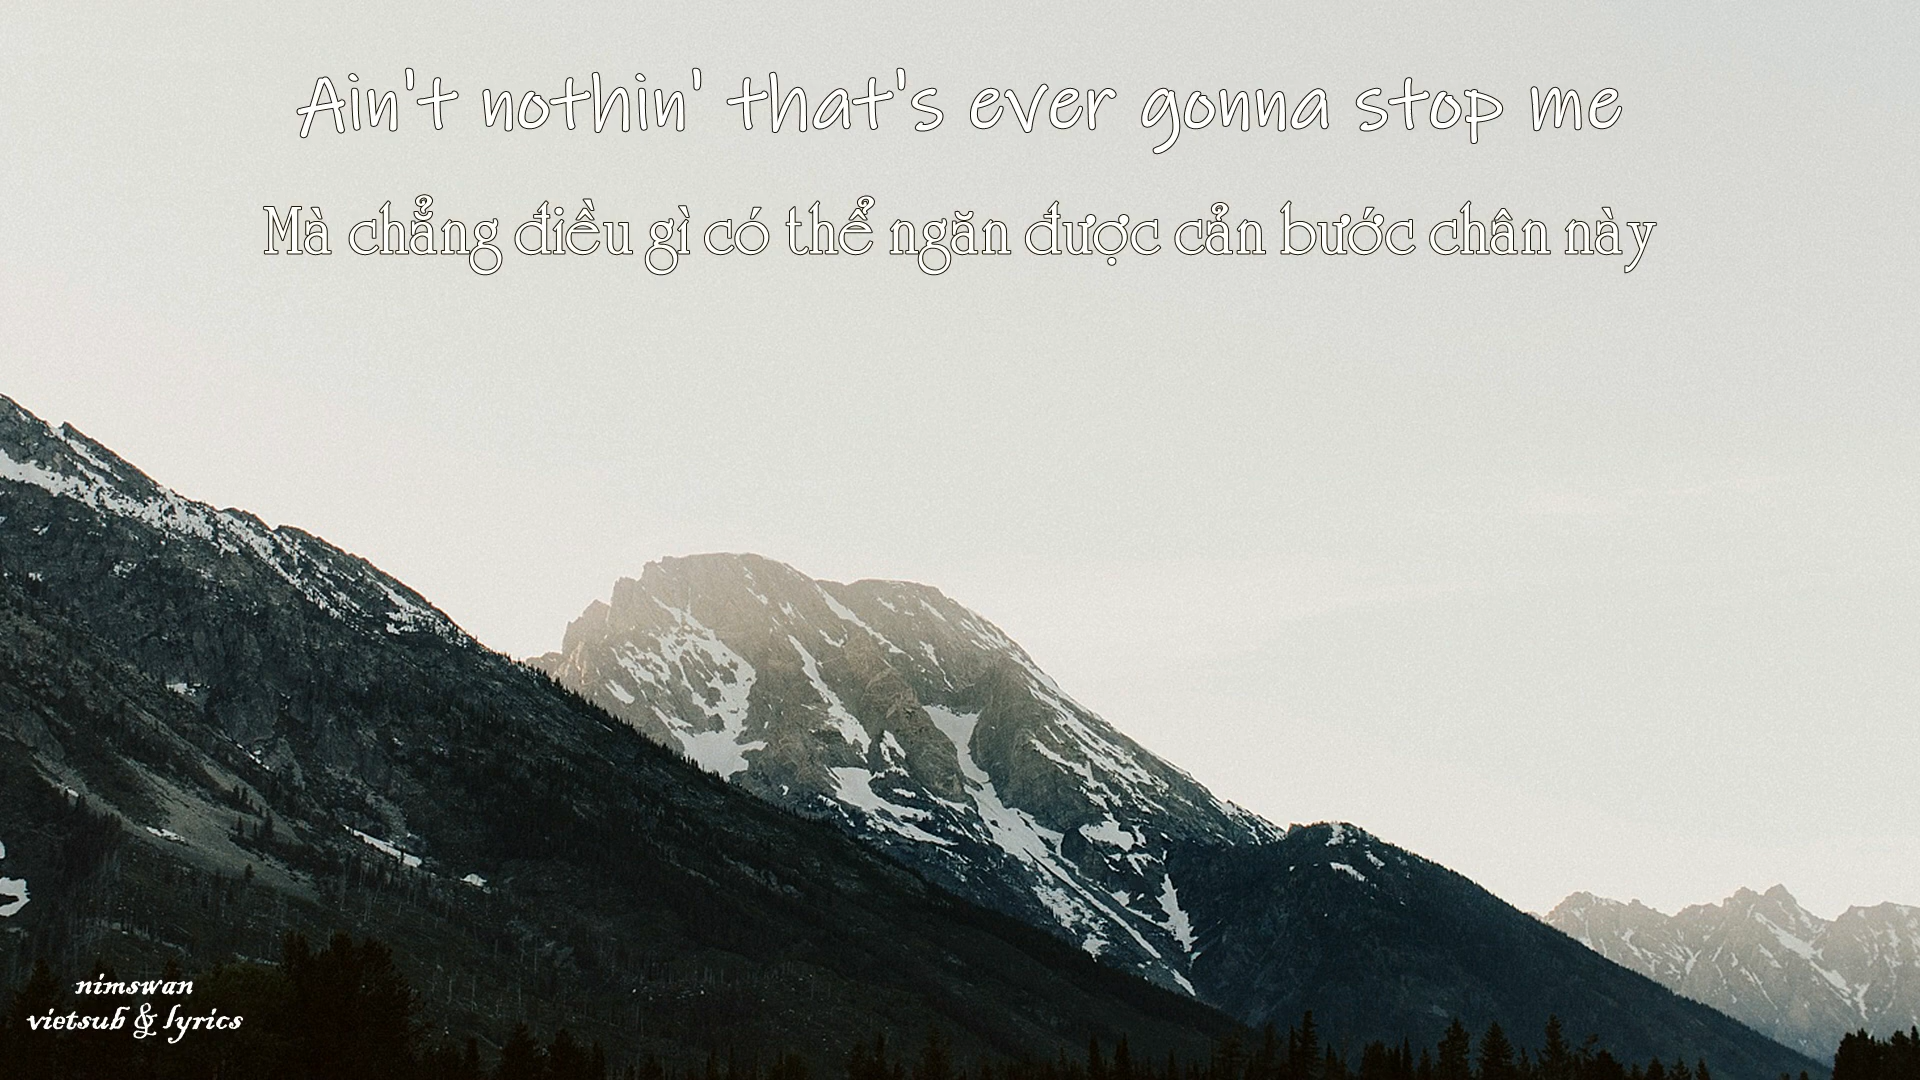 Ain't nothin' that's ever gonna stop me
Mà chẳng điều gì có thể ngăn được cản bước chân này
nimswan
vietsub & lyrics